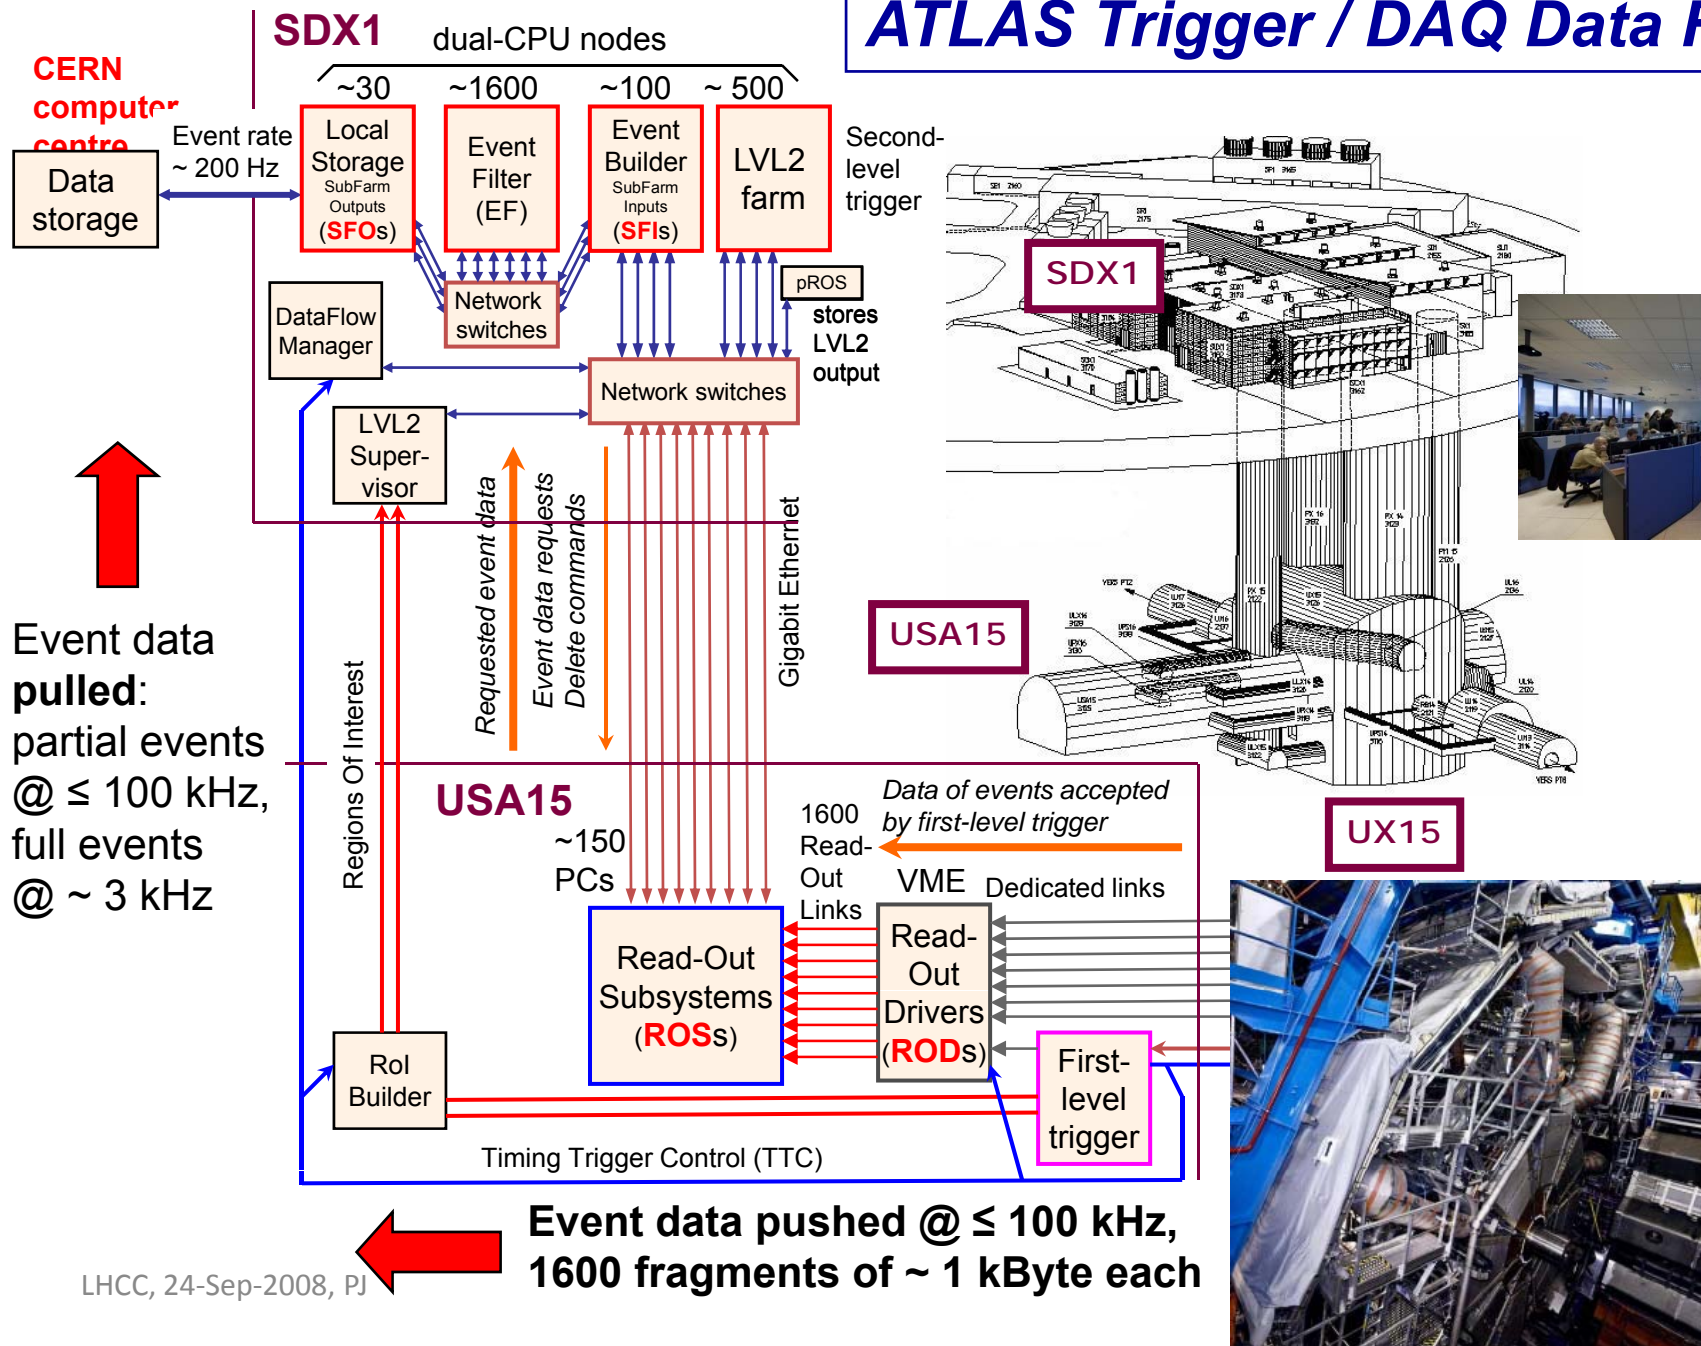 SDX1
dual-CPU nodes
ATLAS Trigger / DAQ Data
CERN
computer
centre
~30
~1600
~100
~ 500
Event rate
~ 200 Hz
Data
storage
Local
Storage
SubFarm
Outputs
(SFOs)
Event
Filter
(EF)
Event
Builder
SubFarm
Inputs
(SFIs)
LVL2
farm
Second-
level
trigger
pROS
stores
LVL2
output
Network
switches
DataFlow
Manager
Network switches
LVL2
Super-
visor
Requested event data
Event data requests
Delete commands
Gigabit Ethernet
Regions Of Interest
Event data
pulled:
partial events
@ ≤ 100 kHz,
full events
@ ~ 3 kHz
SDX1
USA15
UX15
USA15
~150
PCs
1600
Read-
Out
Links
Data of events accepted
by first-level trigger
VME
Dedicated links
Read-Out
Subsystems
(ROSs)
Read-
Out
Drivers
(RODs)
First-
level
trigger
RoI
Builder
Timing Trigger Control (TTC)
Event data pushed @ ≤ 100 kHz,
1600 fragments of ~ 1 kByte each
LHCC, 24-Sep-2008, PJ
VERS PT2
VERS PT8